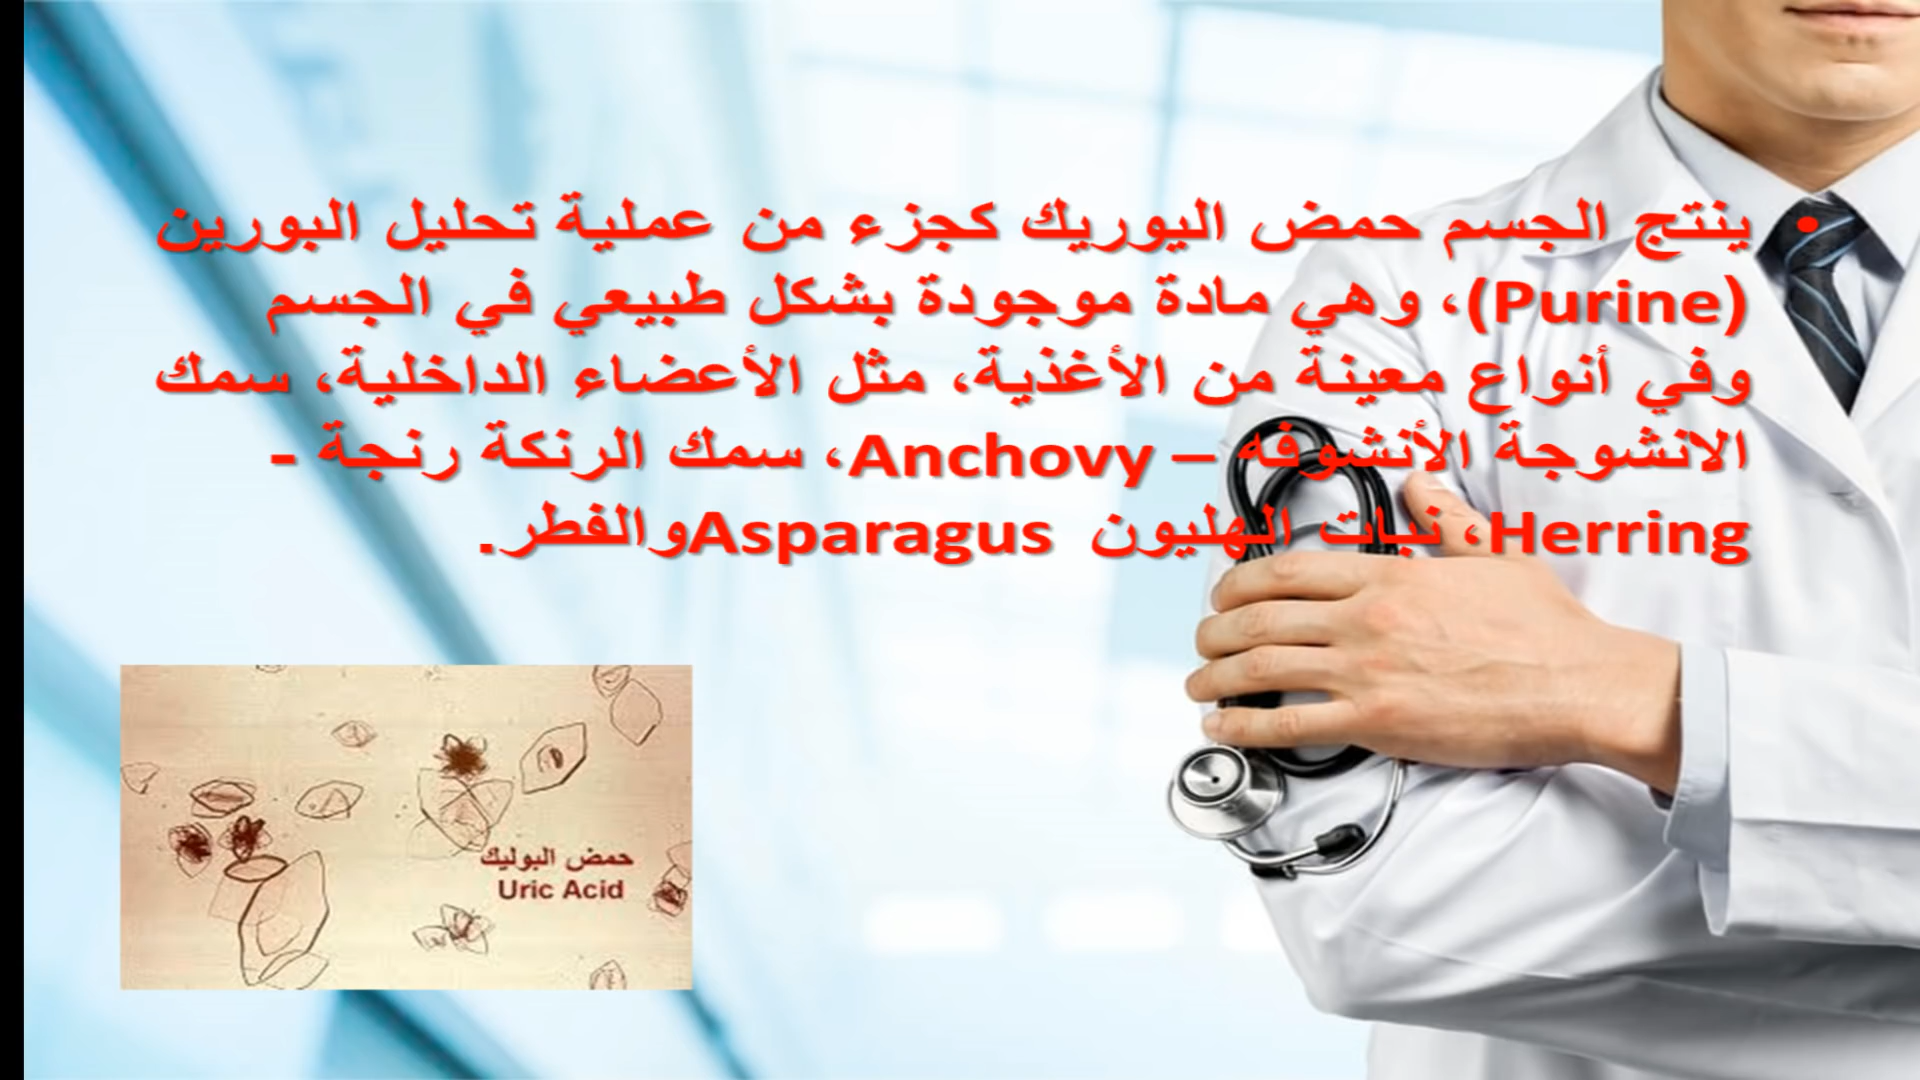 • ينتج الجسم حمض اليوريك كجزء من عملية تحليل البورين
(Purine)، وهي مادة موجودة بشكل طبيعي في الجسم
وفي أنواع معينة من الأغذية، مثل الأعضاء الداخلية، سمك
الانشوجة الأنشوفه – Anchovy، سمك الرنكة رنجة -
Herring، نبات الهليون Asparagusوالفطر.
حمض البوليك
Uric Acid